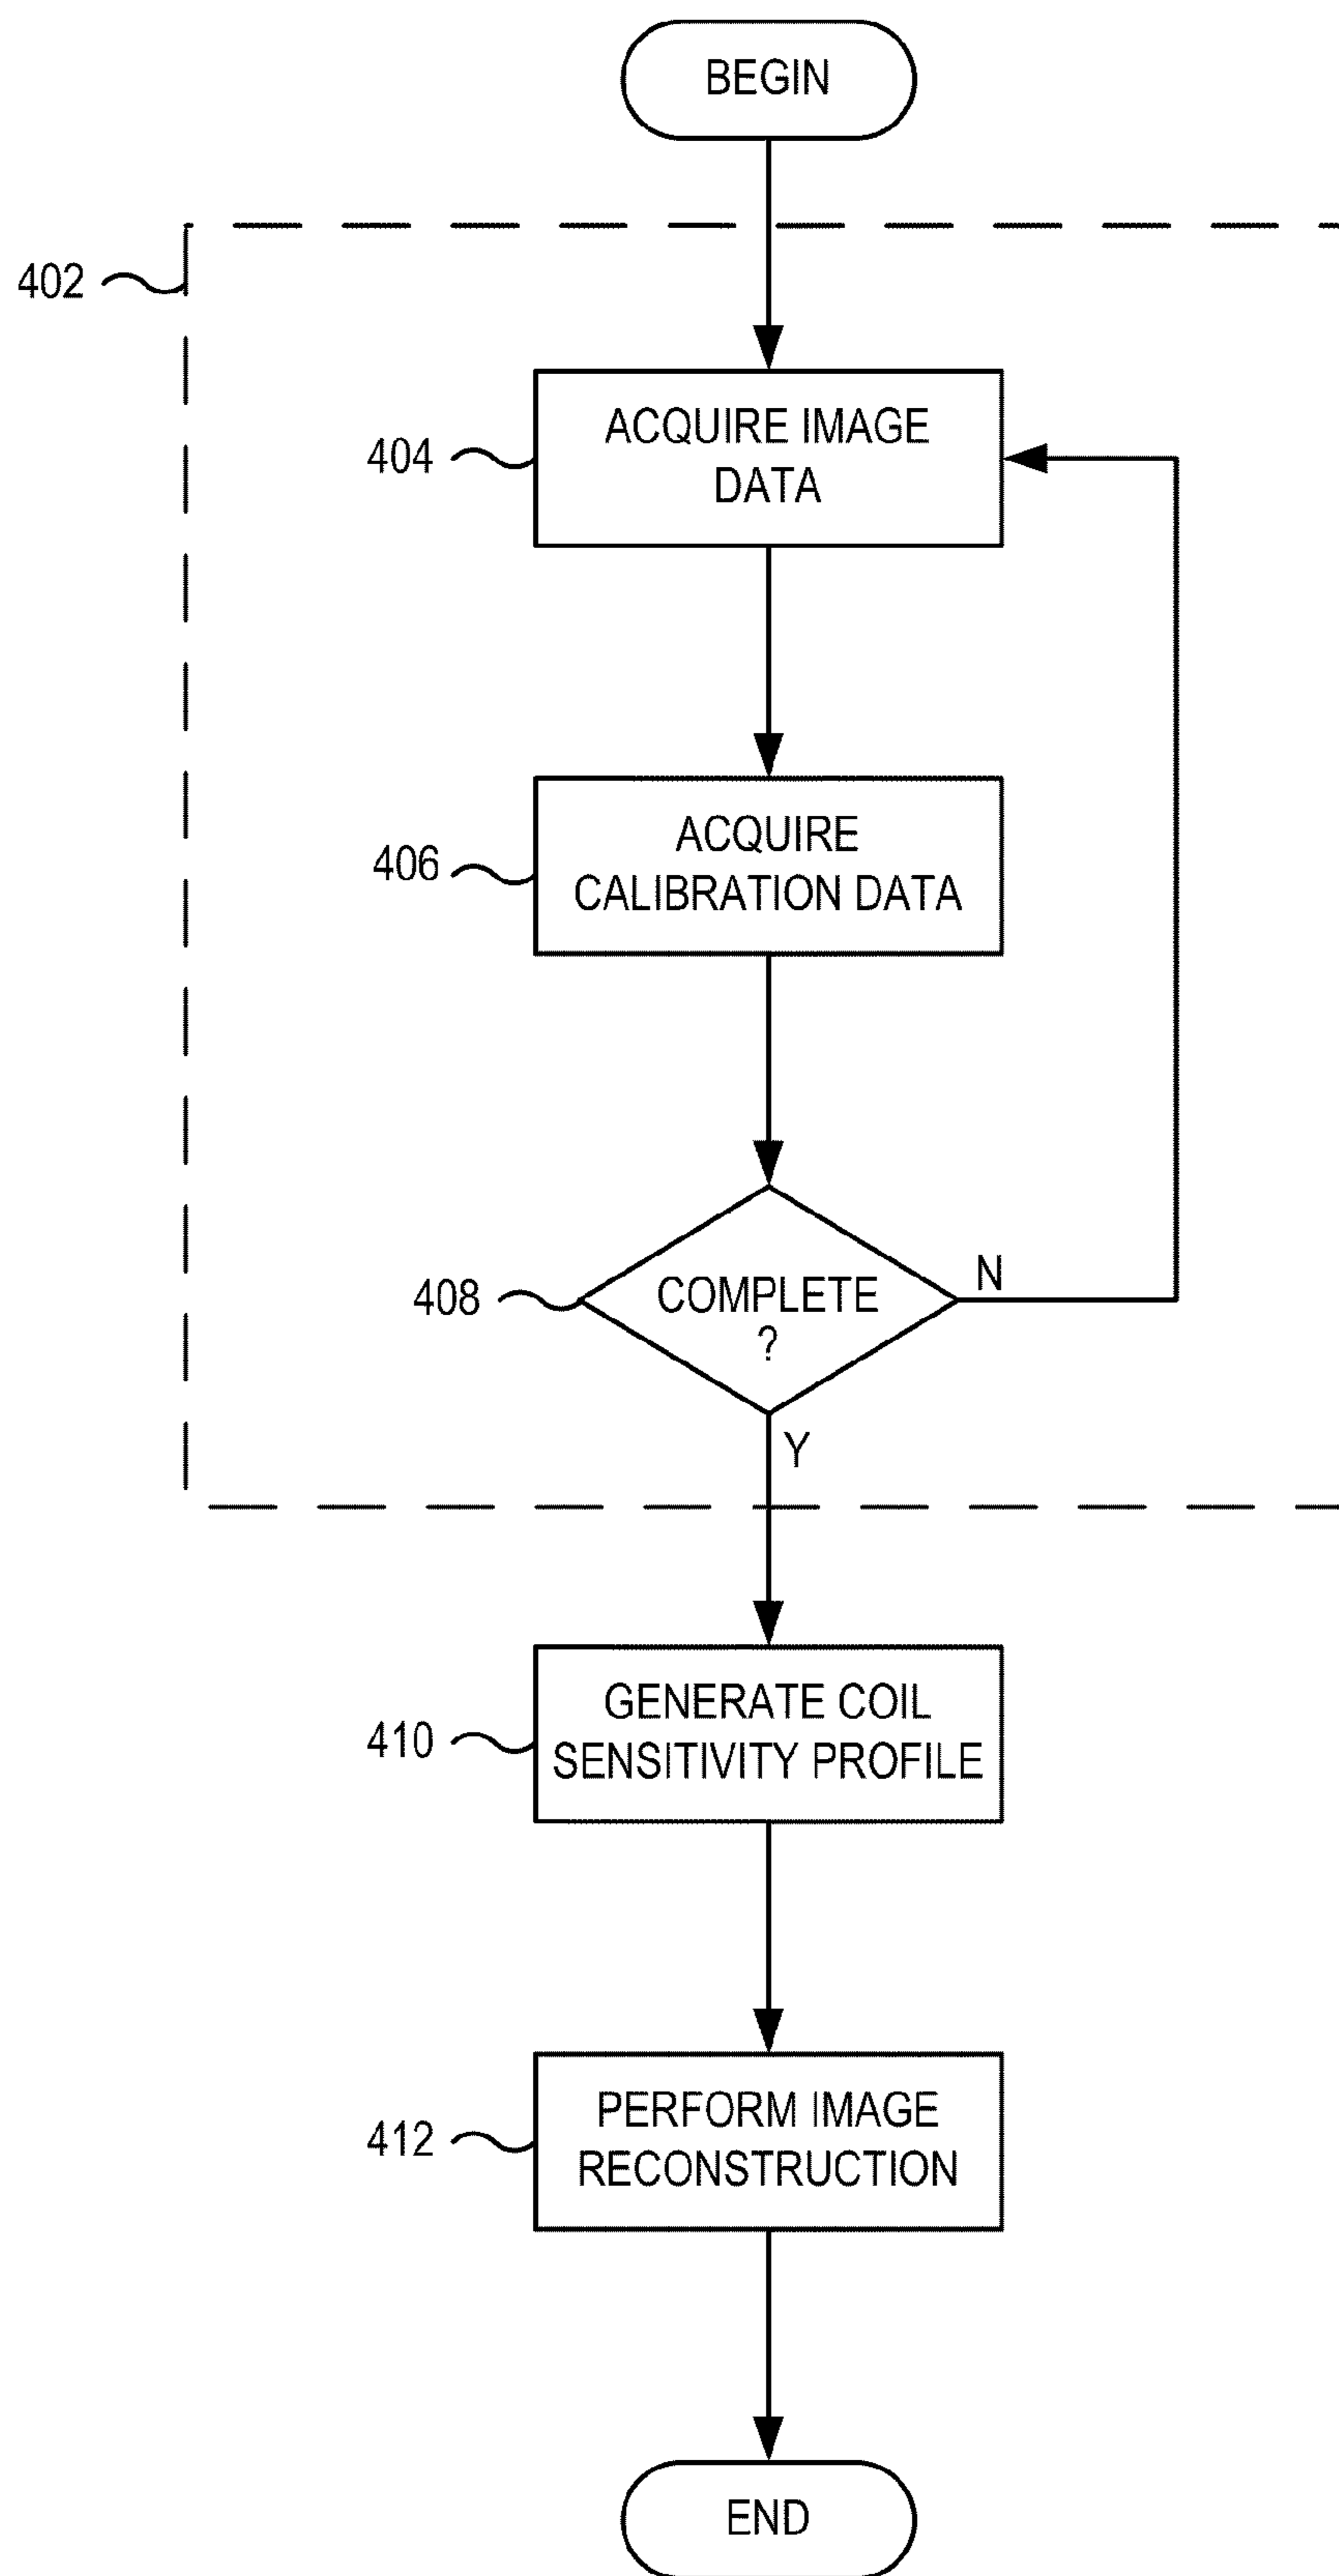 BEGIN
402
404
ACQUIRE IMAGE
DATA
406
ACQUIRE
CALIBRATION DATA
408
COMPLETE
?
N
Y
410
GENERATE COIL
SENSITIVITY PROFILE
412
PERFORM IMAGE
RECONSTRUCTION
END